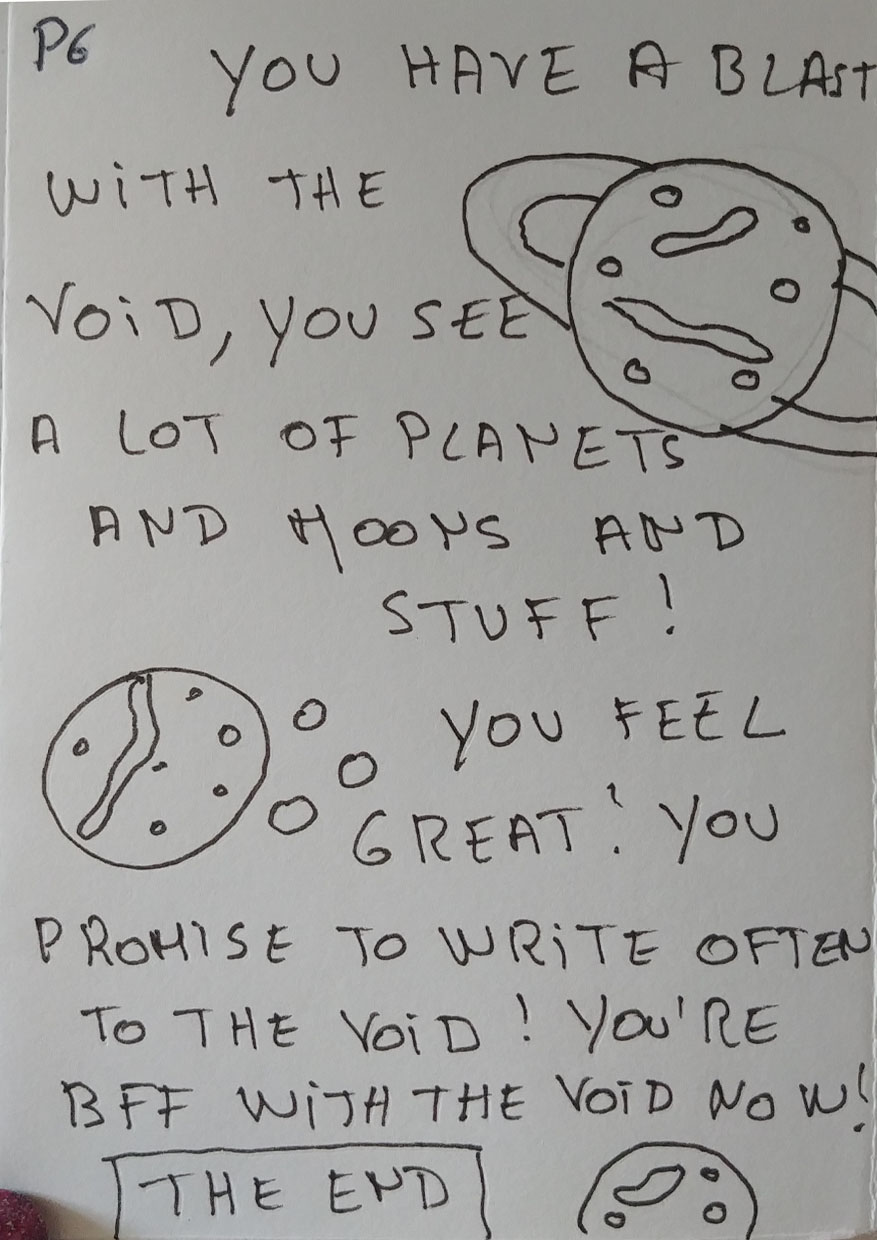 P6
YOU HAVE A BLAST
WiTH THE
VOiD, YOU SEE
A LOT OF PLANETS
AND MOONS AND
STUFF!
YOU FEEL
GREAT! YOU
PROMISE TO WRiTE OFTEN
TO THE VOiD! YOU'RE
BFF WiTH THE VOiD NOW!
THE END